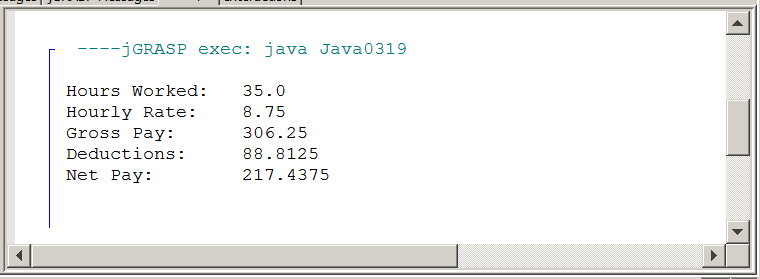 ----jGRASP exec: java Java0319
Hours Worked: 35.0
Hourly Rate: 8.75
Gross Pay: 306.25
Deductions: 88.8125
Net Pay: 217.4375